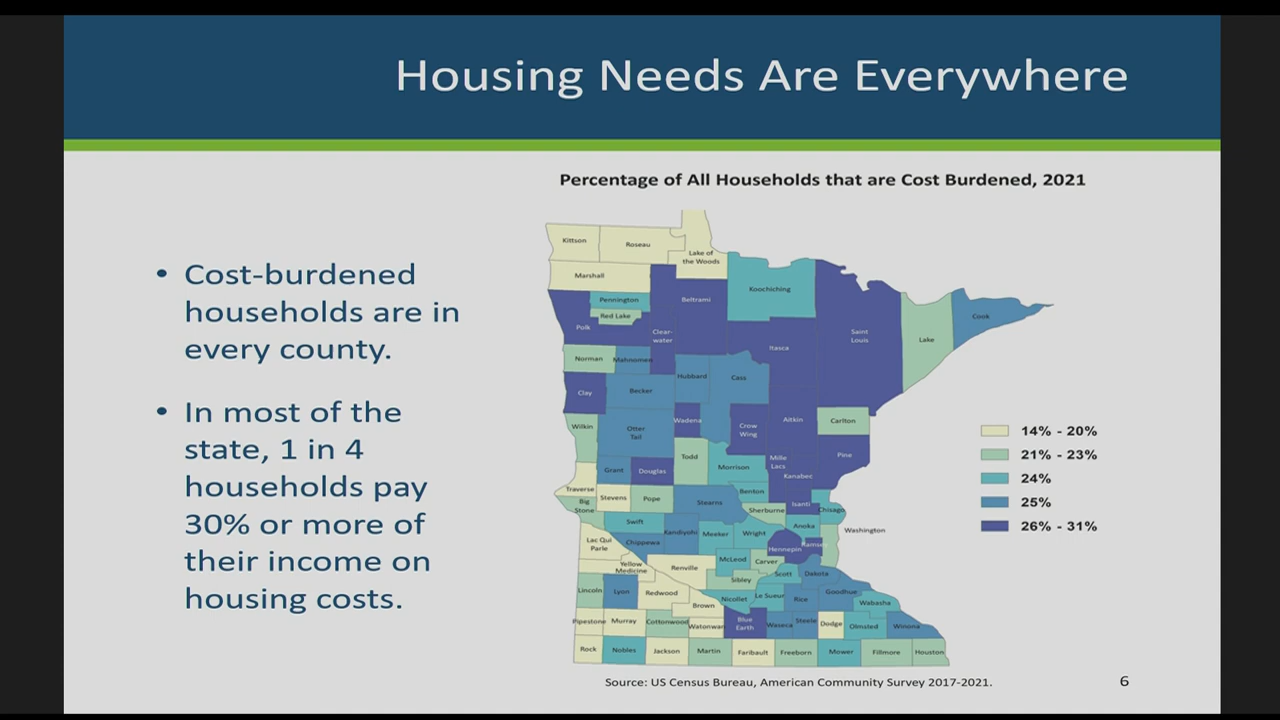 Housing Needs Are Everywhere
Percentage of All Households that are Cost Burdened, 2021
• Cost-burdened
households are in
every county.
• In most of the
state, 1 in 4
households pay
30% or more of
their income on
housing costs.
Kittson
Roseau
Lake of
the Woods
Marshall
Koochiching
Pennington
Beltrami
Red Lake
Polk
Clear-
water
Saint
Louis
Cook
Lake
Itasca
Norman
Mahnomen
Hubbard
Cass
Clay
Becker
Wadena
Aitkin
Carlton
Wilkin
Otter
Tail
Crow
Wing
Pine
Todd
Mille
Lacs
Morrison
Grant
Douglas
Kanabec
Traverse
Stevens
Pope
Benton
Big
Stone
Stearns
Isanti
Sherburne
Chisago
Swift
Anoka
Washington
Kandiyohi
Meeker
Wright
Lac Qui
Parle
Chippewa
Hennepin
Ramsey
McLeod
Carver
Yellow
Medicine
Renville
Scott
Dakota
Sibley
Lincoln
Lyon
Redwood
Nicollet
Le Sueur
Rice
Goodhue
Brown
Wabasha
Pipestone
Murray
Cottonwood
Watonwan
Blue
Earth
Waseca
Steele
Dodge
Olmsted
Winona
Rock
Nobles
Jackson
Martin
Faribault
Freeborn
Mower
Fillmore
Houston
14% - 20%
21% - 23%
24%
25%
26% - 31%
Source: US Census Bureau, American Community Survey 2017-2021.
6